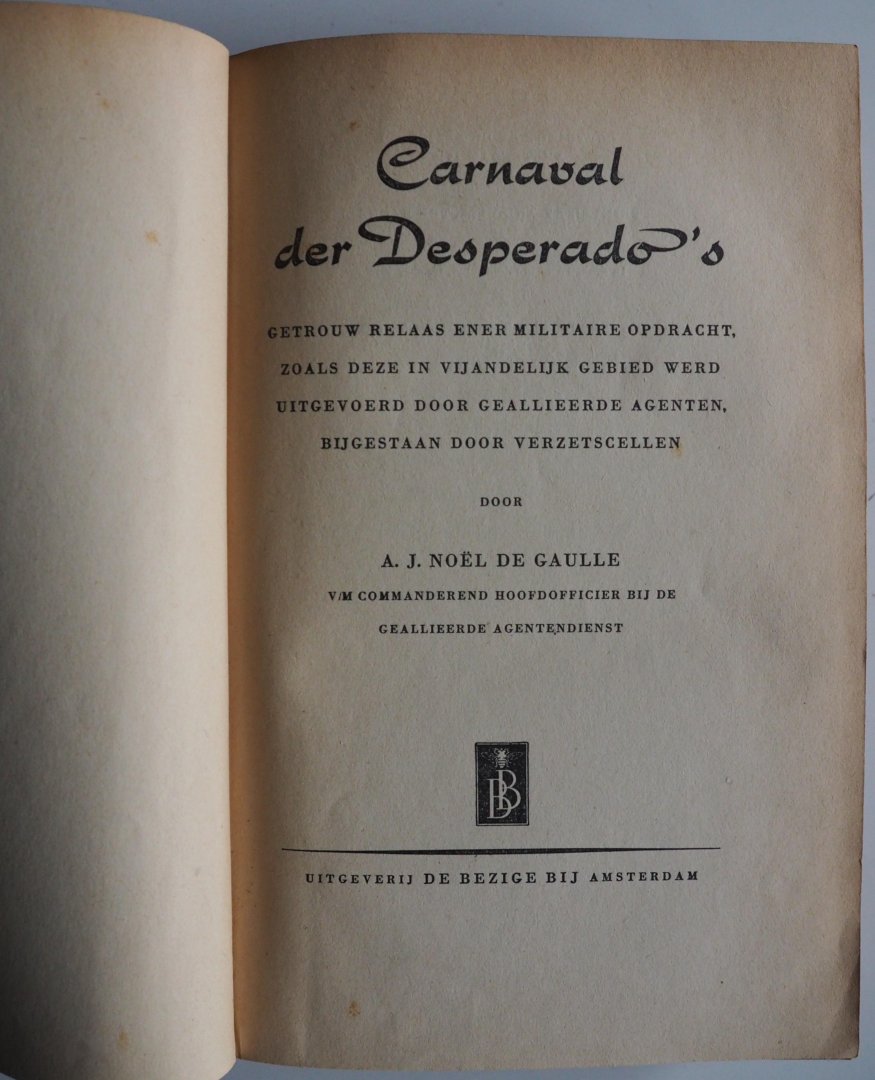 Carnaval
der Desperado's
GETROUW RELAAS ENER MILITAIRE OPDRACHT,
ZOALS DEZE IN VIJANDELIJK GEBIED WERD
UITGEVOERD DOOR GEALLIEERDE AGENTEN,
BIJGESTAAN DOOR VERZETSCELLEN
DOOR
A. J. NOËL DE GAULLE
V/M COMMANDEREND HOOFDOFFICIER BIJ DE
GEALLIEERDE AGENTENDIENST
DBB
UITGEVERIJ DE BEZIGE BIJ AMSTERDAM